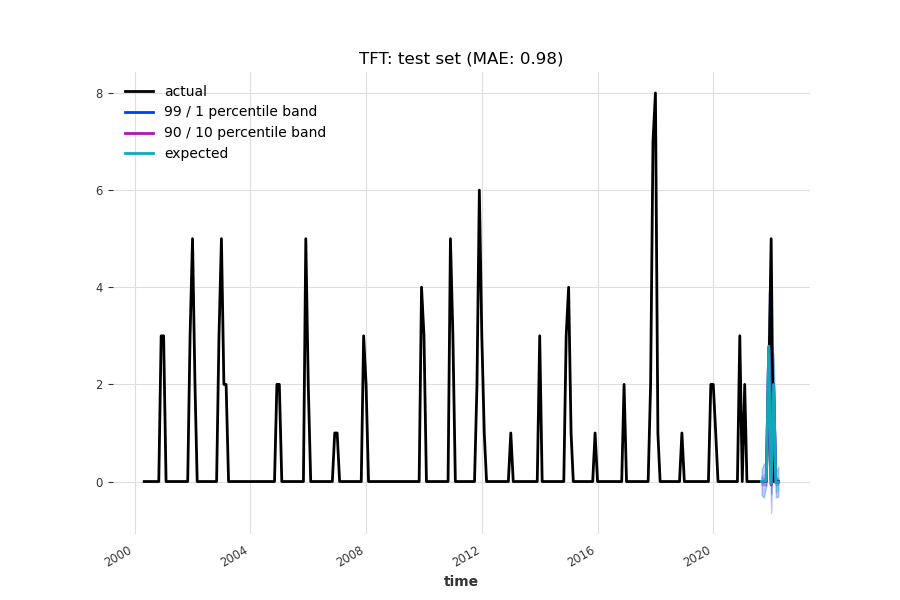 TFT: test set (MAE: 0.98)
actual
99 / 1 percentile band
90 / 10 percentile band
expected
8
6
4
2
0
2000
2004
2008
2012
2016
2020
time